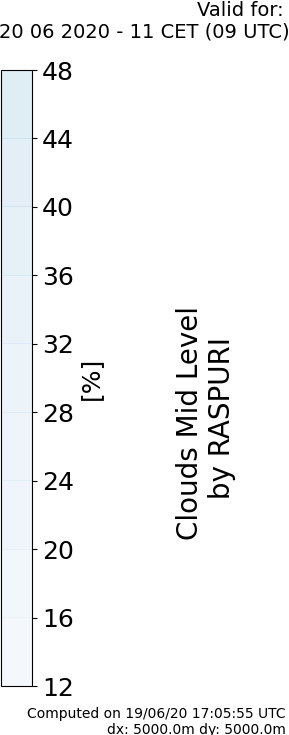 Valid for:
20 06 2020 - 11 CET (09 UTC)
48
44
40
36
32
28
24
20
16
12
[%]
Clouds Mid Level
by RASPURI
Computed on 19/06/20 17:05:55 UTC
dx: 5000.0m dy: 5000.0m